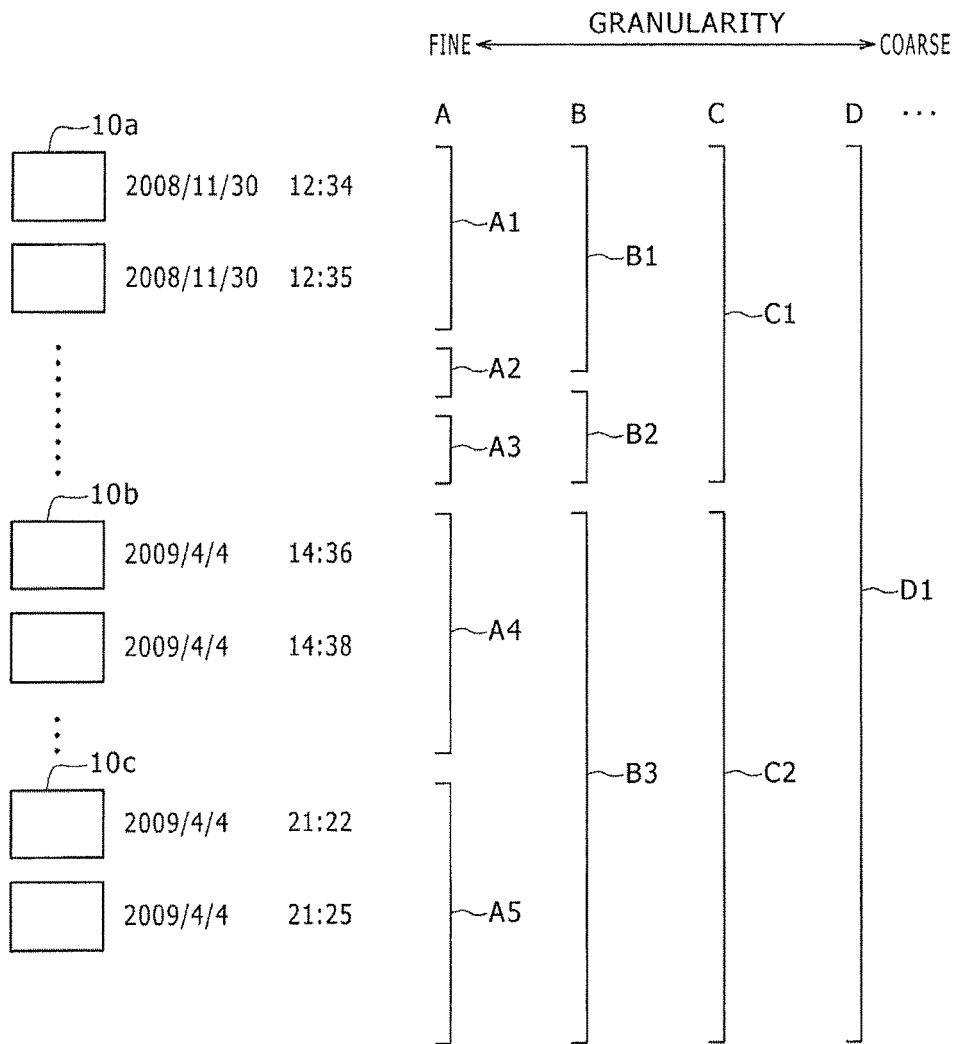 GRANULARITY
FINE COARSE
A B C D ...
10a
2008/11/30 12:34
A1
B1
2008/11/30 12:35
C1
A2
B2
A3
10b
2009/4/4 14:36
D1
2009/4/4 14:38
A4
10c
B3
C2
2009/4/4 21:22
2009/4/4 21:25
A5